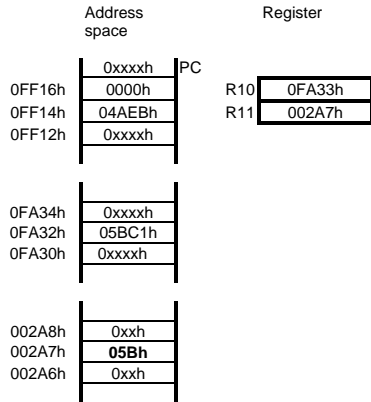 Address Register
space
0xxxxh PC
0FF16h 0000h R10 0FA33h
0FF14h 04AEBh R11 002A7h
0FF12h 0xxxxh
0FA34h 0xxxxh
0FA32h 05BC1h
0FA30h 0xxxxh
002A8h 0xxh
002A7h 05Bh
002A6h 0xxh